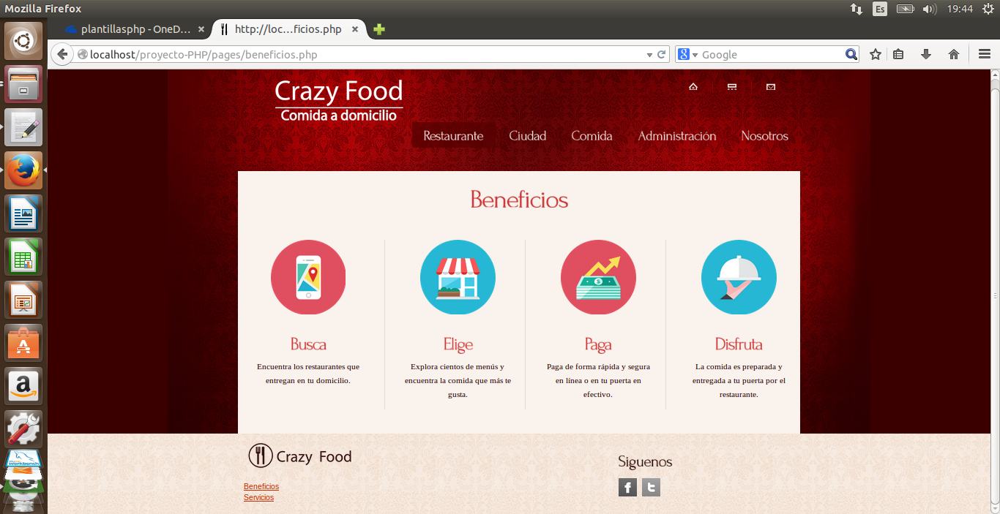 Mozilla Firefox
Es
19:44
plantillasphp - OneD...
http://loc...ficios.php
localhost/proyecto-PHP/pages/beneficios.php
Google
Crazy Food
Comida a domicilio
Restaurante Ciudad Comida Administración Nosotros
Beneficios
Busca
Encuentra los restaurantes que
entregan en tu domicilio.
Elige
Explora cientos de menús y
encuentra la comida que más te
gusta.
Paga
Paga de forma rápida y segura
en línea o en tu puerta en
efectivo.
Disfruta
La comida es preparada y
entregada a tu puerta por el
restaurante.
Crazy Food
Beneficios
Servicios
Siguenos